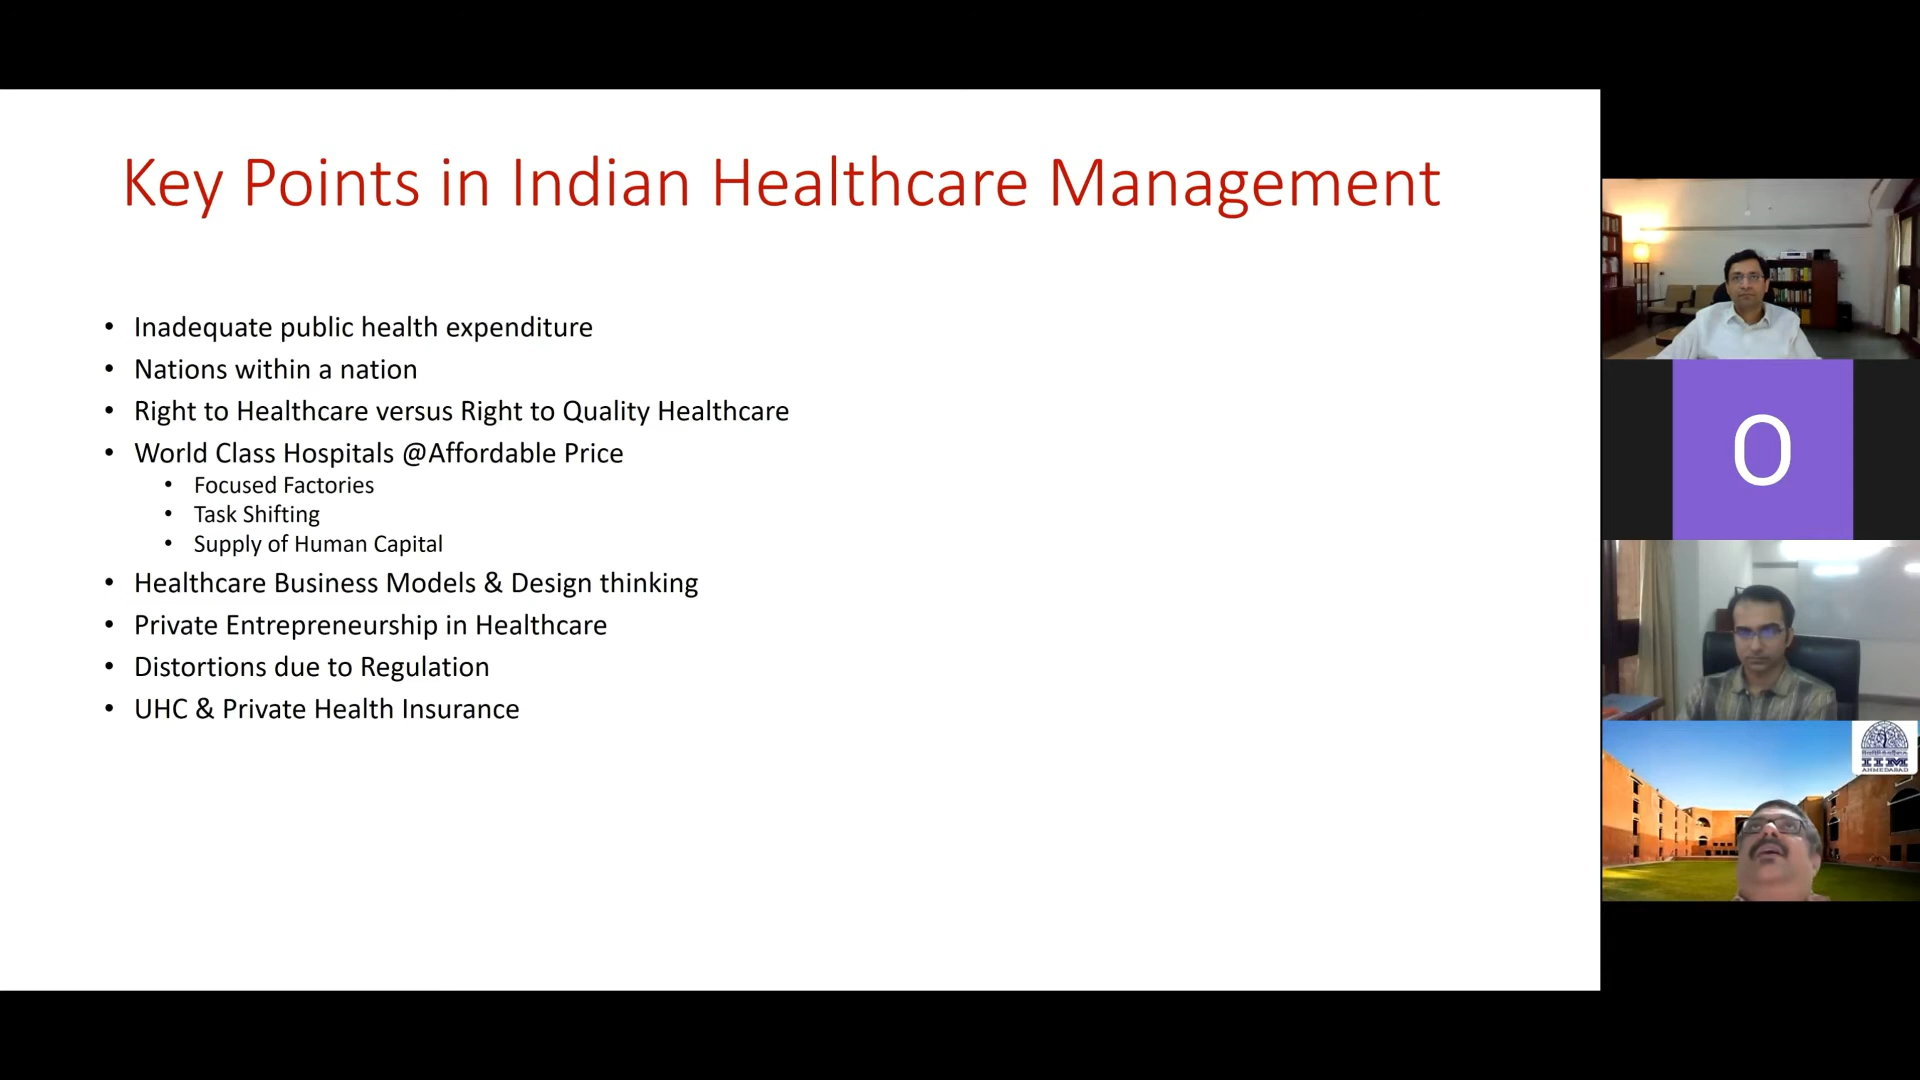 Key Points in Indian Healthcare Management
• Inadequate public health expenditure
• Nations within a nation
• Right to Healthcare versus Right to Quality Healthcare
• World Class Hospitals @Affordable Price
• Focused Factories
• Task Shifting
• Supply of Human Capital
• Healthcare Business Models & Design thinking
• Private Entrepreneurship in Healthcare
• Distortions due to Regulation
• UHC & Private Health Insurance
O
IIM
AHMEDABAD